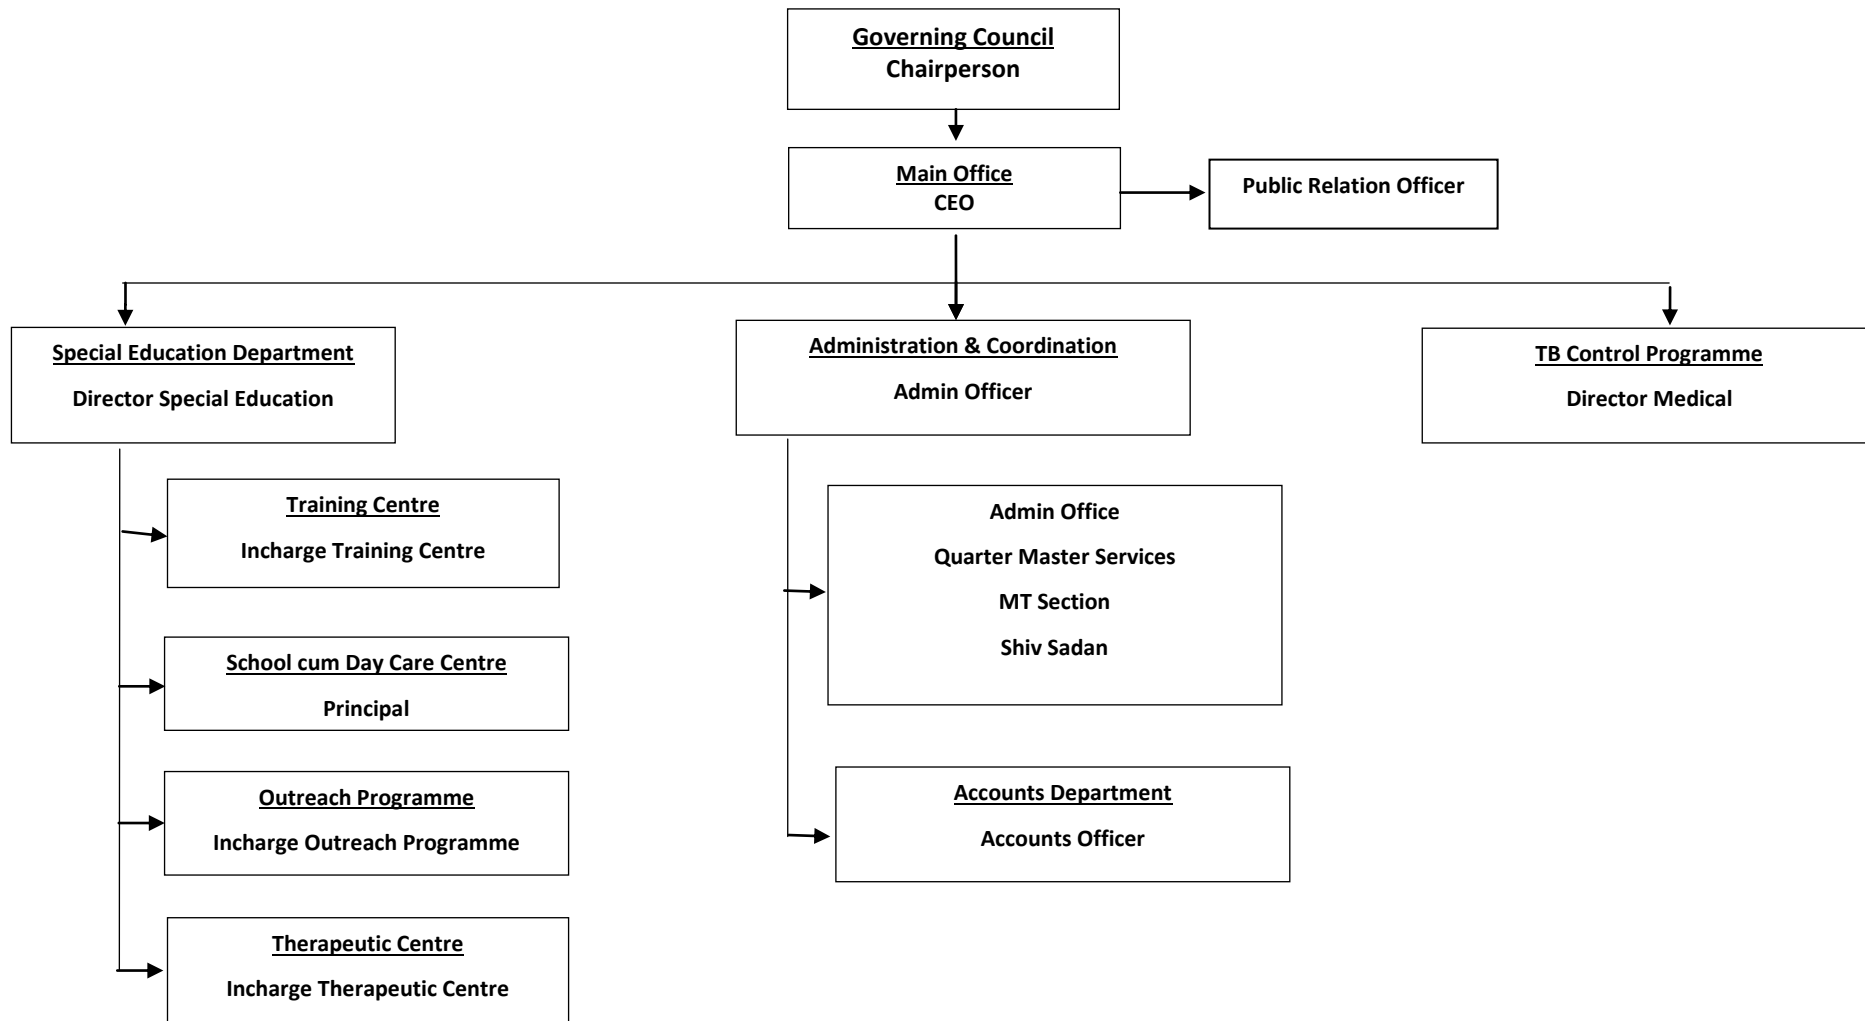 Governing Council
Chairperson
Main Office
CEO
Public Relation Officer
Special Education Department
Director Special Education
Administration & Coordination
Admin Officer
TB Control Programme
Director Medical
Training Centre
Incharge Training Centre
School cum Day Care Centre
Principal
Outreach Programme
Incharge Outreach Programme
Therapeutic Centre
Incharge Therapeutic Centre
Admin Office
Quarter Master Services
MT Section
Shiv Sadan
Accounts Department
Accounts Officer